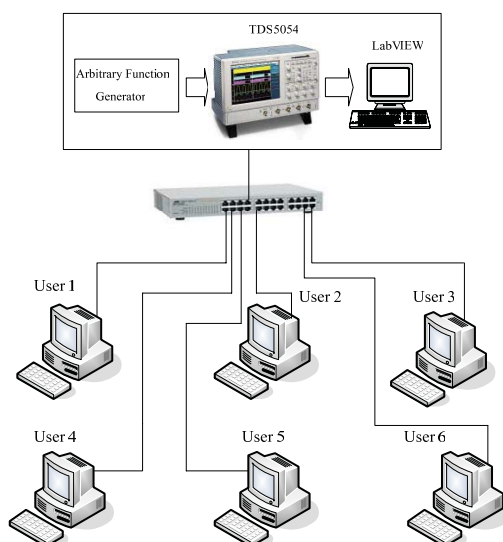 TDS5054
LabVIEW
Arbitrary Function
Generator
User 1
User 2
User 3
User 4
User 5
User 6